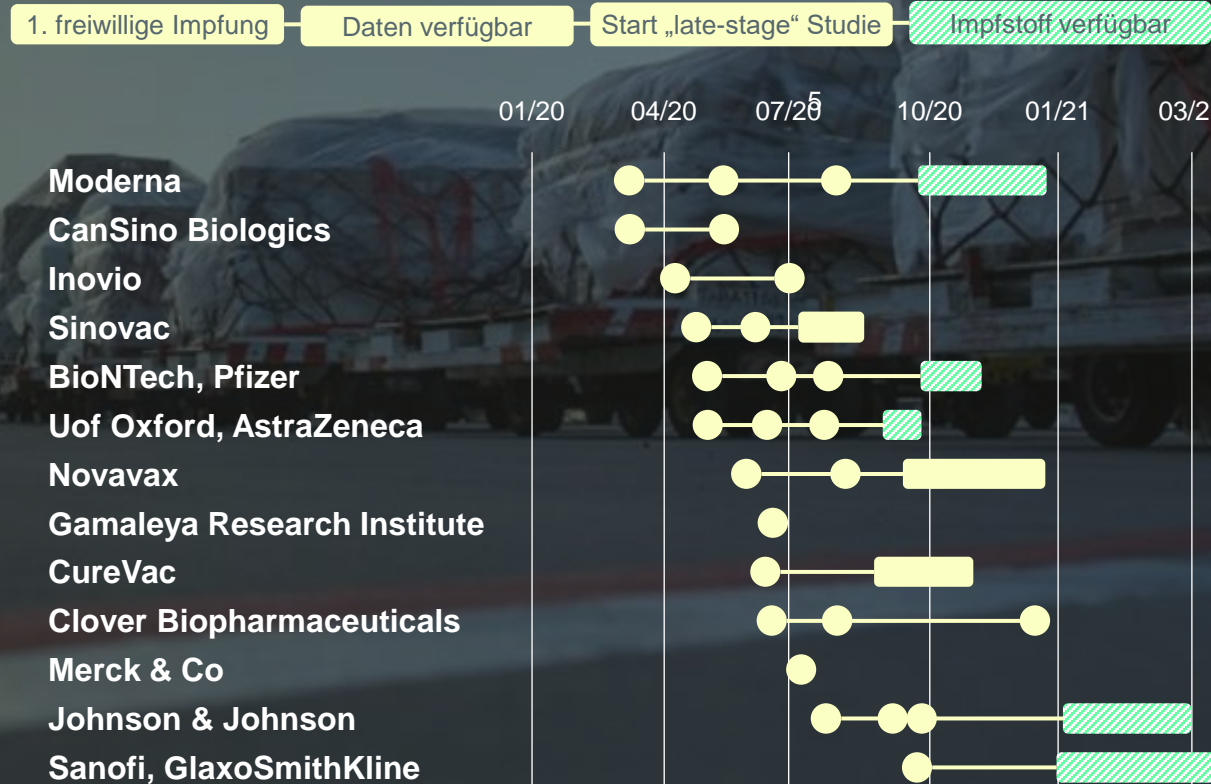 1. freiwillige Impfung Daten verfügbar Start „late-stage“ Studie Impfstoff verfügbar
5
01/20 04/20 07/20 10/20 01/21 03/2
Moderna
CanSino Biologics
Inovio
Sinovac
BioNTech, Pfizer
Uof Oxford, AstraZeneca
Novavax
Gamaleya Research Institute
CureVac
Clover Biopharmaceuticals
Merck & Co
Johnson & Johnson
Sanofi, GlaxoSmithKline